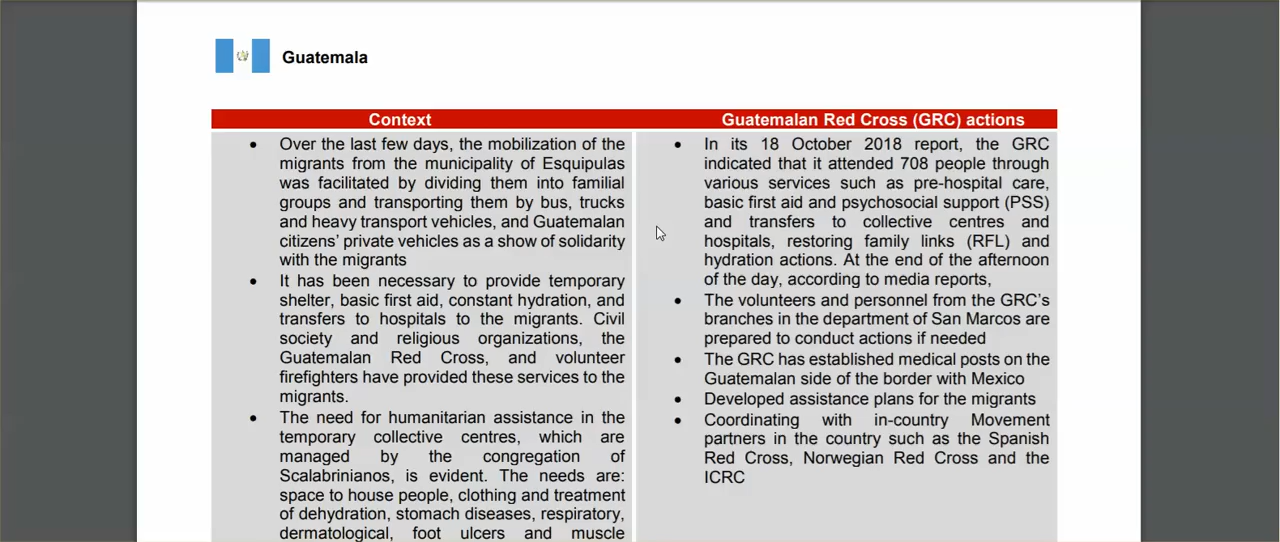 Guatemala
Context
Over the last few days, the mobilization of the
migrants from the municipality of Esquipulas
was facilitated by dividing them into familial
groups and transporting them by bus, trucks
and heavy transport vehicles, and Guatemalan
citizens' private vehicles as a show of solidarity
with the migrants
It has been necessary to provide temporary
shelter, basic first aid, constant hydration, and
transfers to hospitals to the migrants. Civil
society and religious organizations, the
Guatemalan Red Cross, and volunteer
firefighters have provided these services to the
migrants.
The need for humanitarian assistance in the
temporary collective centres, which are
managed by the congregation of
Scalabrinianos, is evident. The needs are:
space to house people, clothing and treatment
of dehydration, stomach diseases, respiratory,
dermatological, foot ulcers and muscle
Guatemalan Red Cross (GRC) actions
In its 18 October 2018 report, the GRC
indicated that it attended 708 people through
various services such as pre-hospital care,
basic first aid and psychosocial support (PSS)
and transfers to collective centres and
hospitals, restoring family links (RFL) and
hydration actions. At the end of the afternoon
of the day, according to media reports,
The volunteers and personnel from the GRC's
branches in the department of San Marcos are
prepared to conduct actions if needed
The GRC has established medical posts on the
Guatemalan side of the border with Mexico
Developed assistance plans for the migrants
Coordinating with in-country Movement
partners in the country such as the Spanish
Red Cross, Norwegian Red Cross and the
ICRC